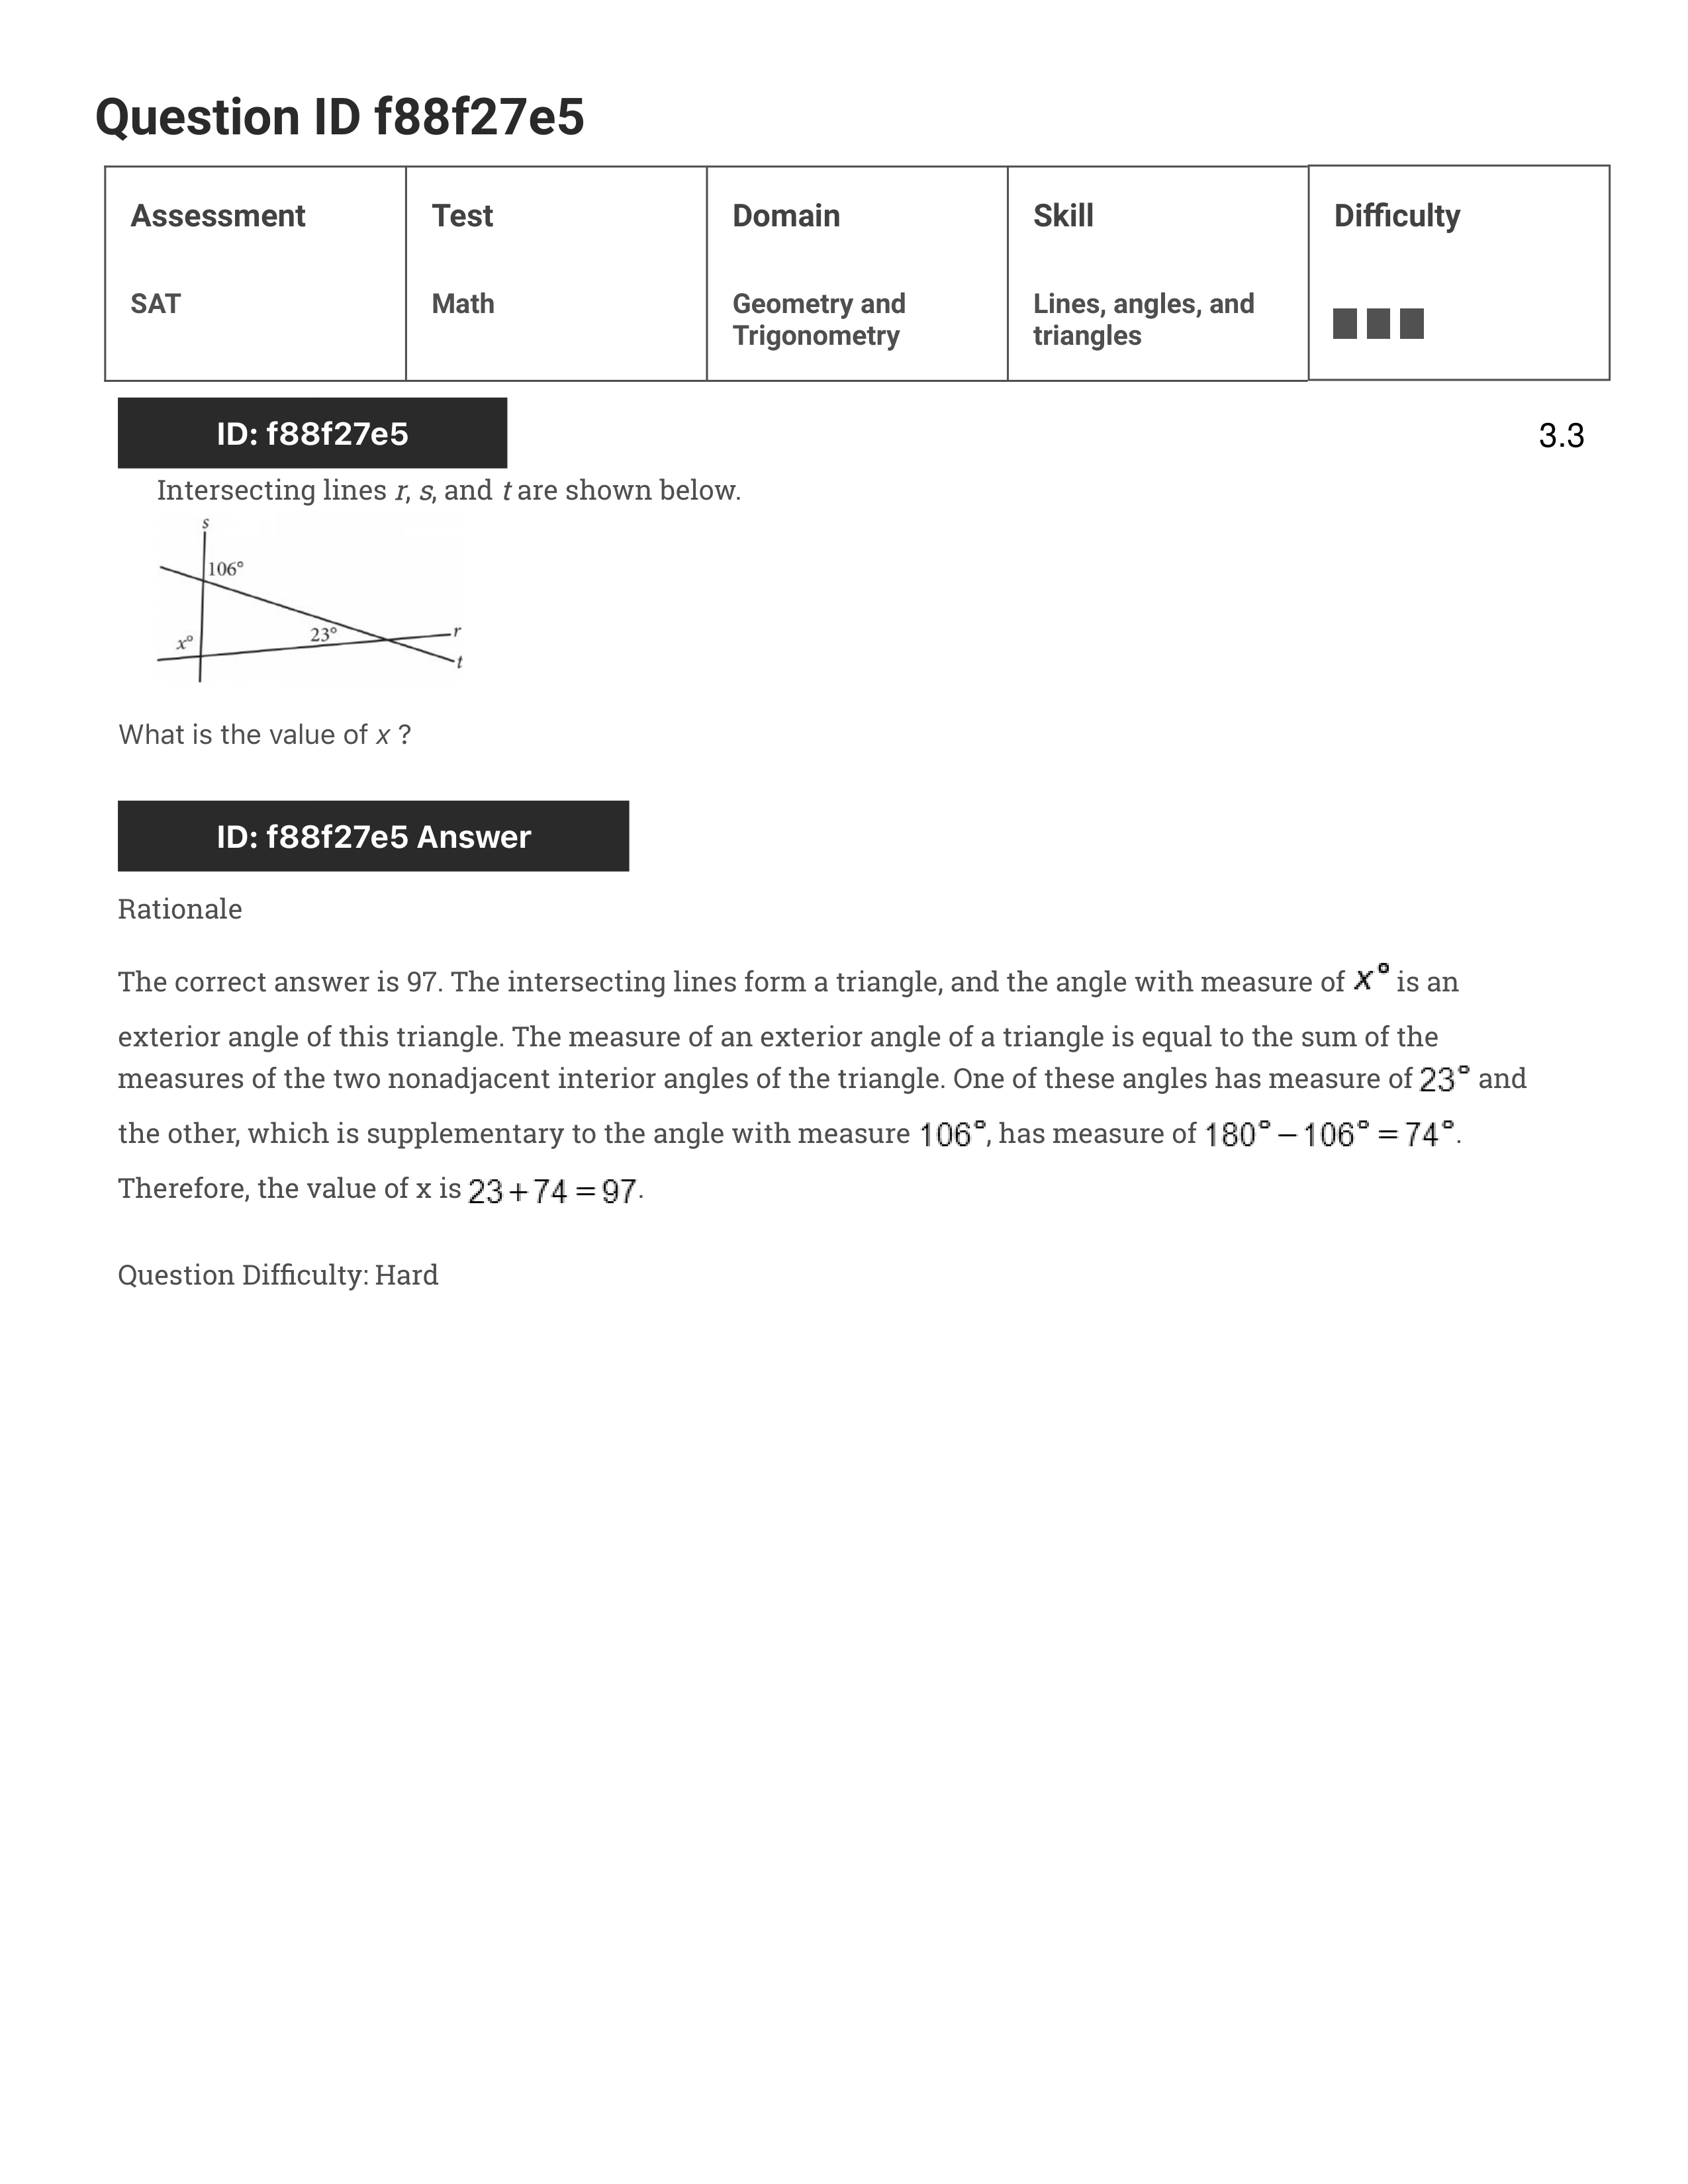 Question ID f88f27e5
Assessment Test Domain Skill Difficulty
SAT Math Geometry and Trigonometry Lines, angles, and triangles
ID: f88f27e5
3.3
Intersecting lines r, s, and t are shown below.
s
106°
x°
23°
r
t
What is the value of x ?
ID: f88f27e5 Answer
Rationale
The correct answer is 97. The intersecting lines form a triangle, and the angle with measure of x° is an
exterior angle of this triangle. The measure of an exterior angle of a triangle is equal to the sum of the
measures of the two nonadjacent interior angles of the triangle. One of these angles has measure of 23° and
the other, which is supplementary to the angle with measure 106°, has measure of 180° – 106° = 74°.
Therefore, the value of x is 23 + 74 = 97.
Question Difficulty: Hard